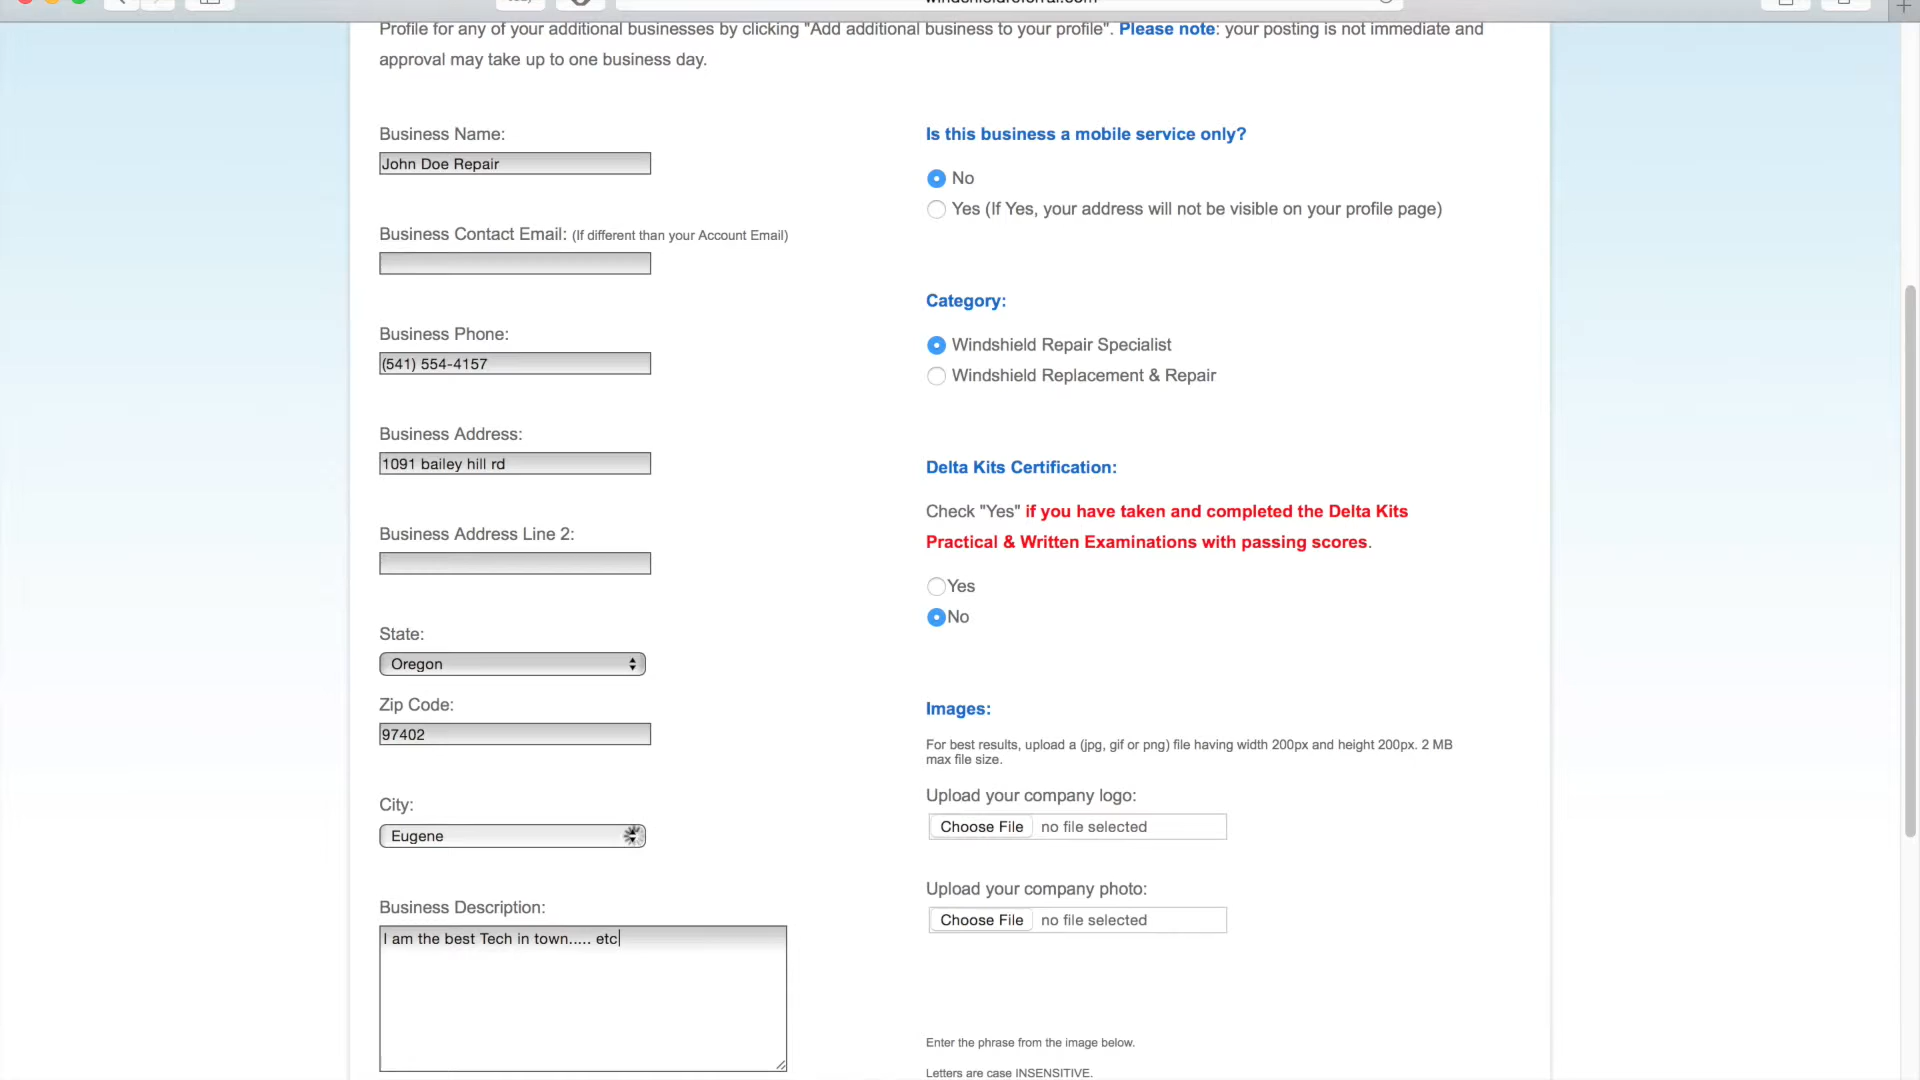 Profile for any of your additional businesses by clicking "Add additional business to your profile". Please note: your posting is not immediate and
approval may take up to one business day.
Business Name:
John Doe Repair
Business Contact Email: (If different than your Account Email)
Business Phone:
(541) 554-4157
Business Address:
1091 bailey hill rd
Business Address Line 2:
State:
Oregon
Zip Code:
97402
City:
Eugene
Business Description:
I am the best Tech in town..... etc
Is this business a mobile service only?
No
Yes (If Yes, your address will not be visible on your profile page)
Category:
Windshield Repair Specialist
Windshield Replacement & Repair
Delta Kits Certification:
Check "Yes" if you have taken and completed the Delta Kits
Practical & Written Examinations with passing scores.
Yes
No
Images:
For best results, upload a (jpg, gif or png) file having width 200px and height 200px. 2 MB
max file size.
Upload your company logo:
Choose File no file selected
Upload your company photo:
Choose File no file selected
Enter the phrase from the image below.
Letters are case INSENSITIVE.